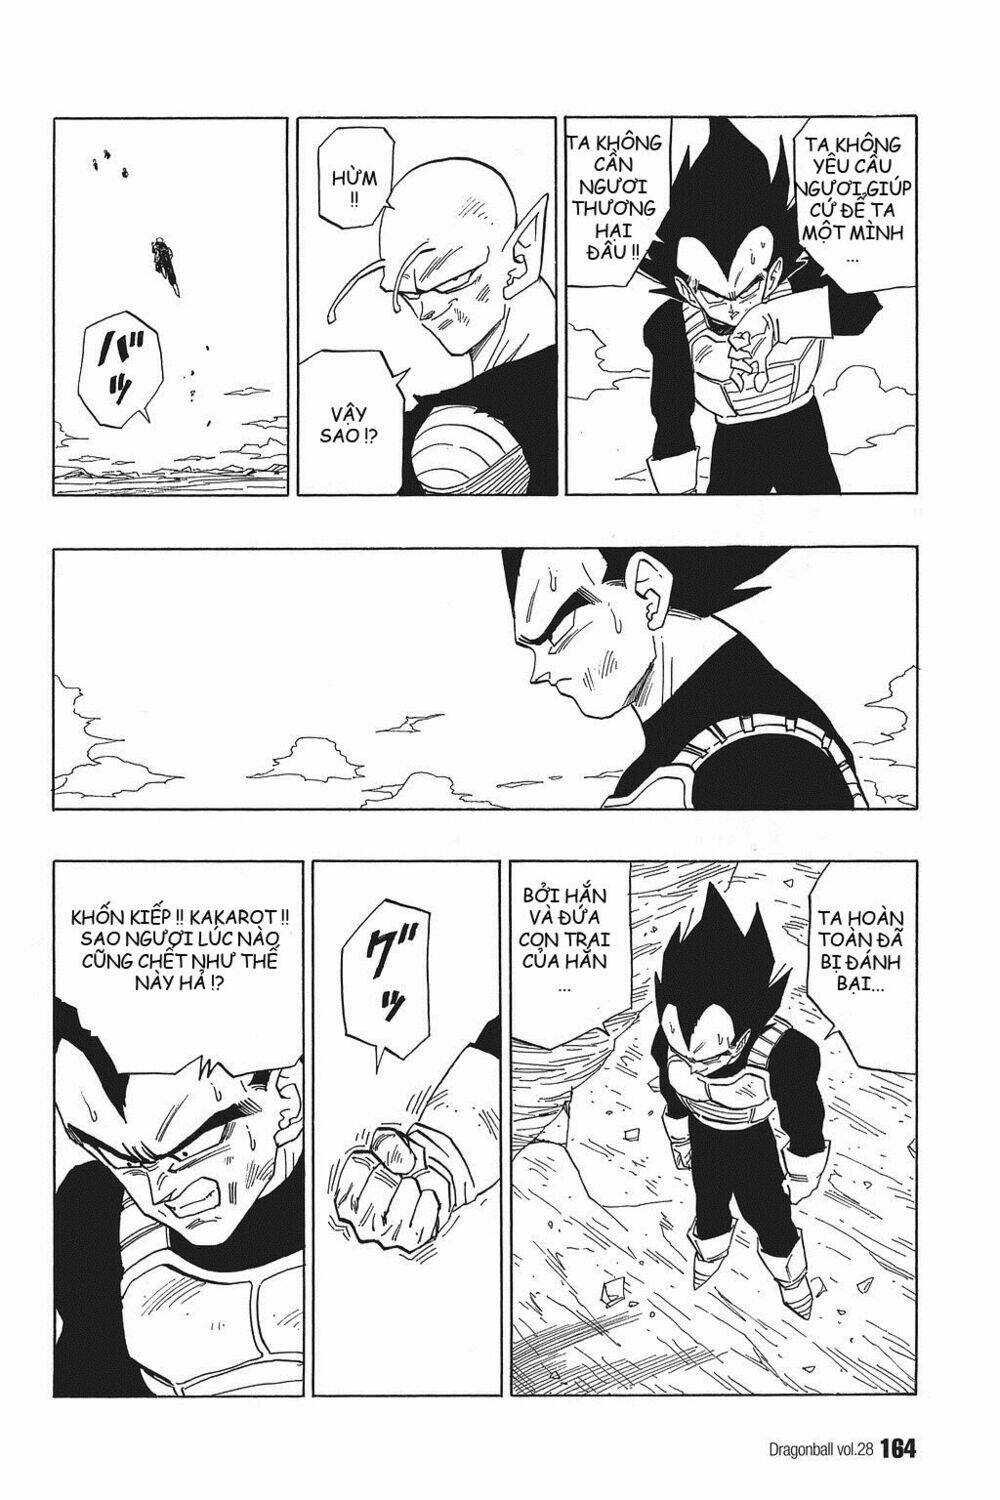 TA KHÔNG
YÊU CẦU
NGƯƠI GIÚP
CỨ ĐỂ TA
MỘT MÌNH
...
TA KHÔNG
CẦN
NGƯƠI
THƯƠNG
HẠI
ĐÂU !!
HỪM
!!
VẬY
SAO !?
バッ
TA HOÀN
TOÀN ĐÃ
BỊ ĐÁNH
BẠI...
BỞI HẮN
VÀ ĐỨA
CON TRAI
CỦA HẮN
...
グッ
KHỐN KIẾP !! KAKAROT !!
SAO NGƯỢI LÚC NÀO
CŨNG CHẾT NHƯ THẾ
NÀY HẢ !?
Dragonball vol.28 164